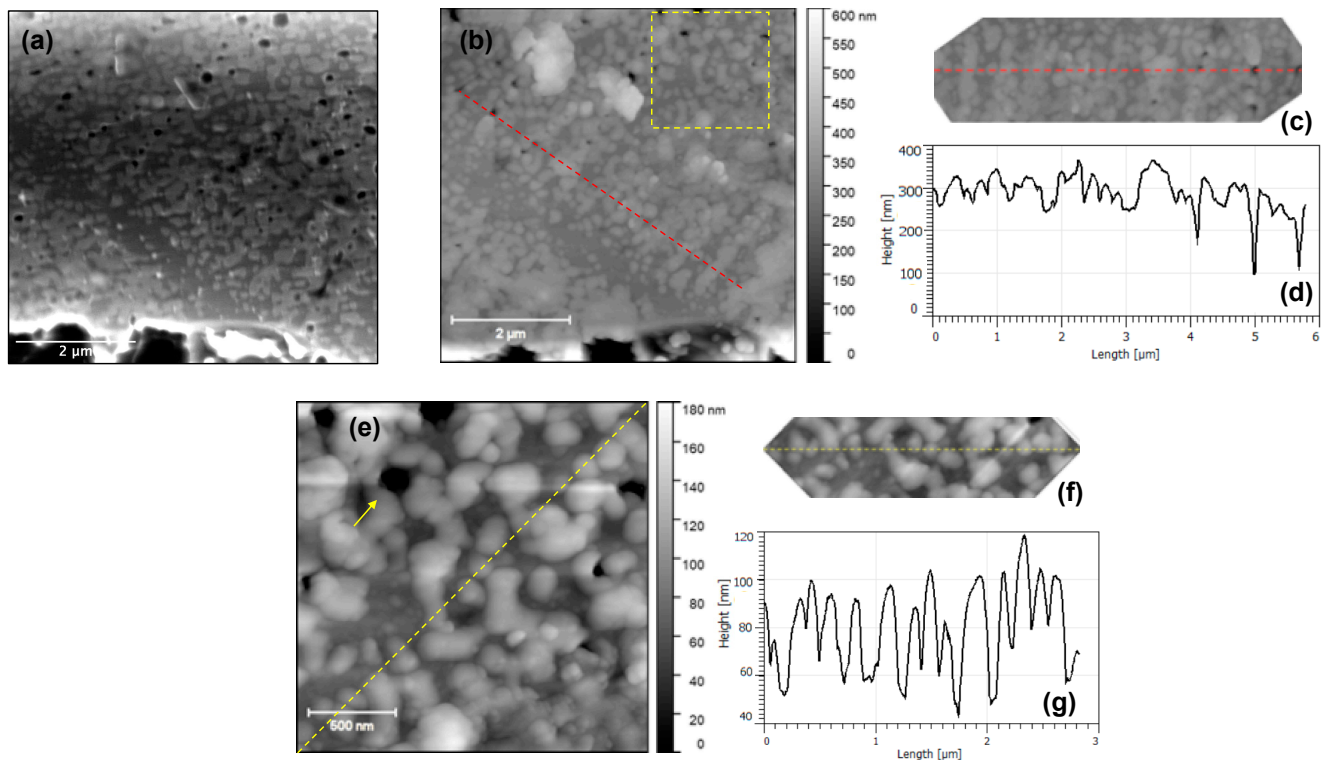 (a)
2 µm
(b)
2 µm
600 nm
550
500
450
400
350
300
250
200
150
100
50
0
(c)
400
300
200
100
0
Height [nm]
(d)
0 1 2 3 4 5 6
Length [µm]
(e)
500 nm
180 nm
160
140
120
100
80
60
40
20
0
(f)
120
100
80
60
40
Height [nm]
(g)
0 1 2 3
Length [µm]